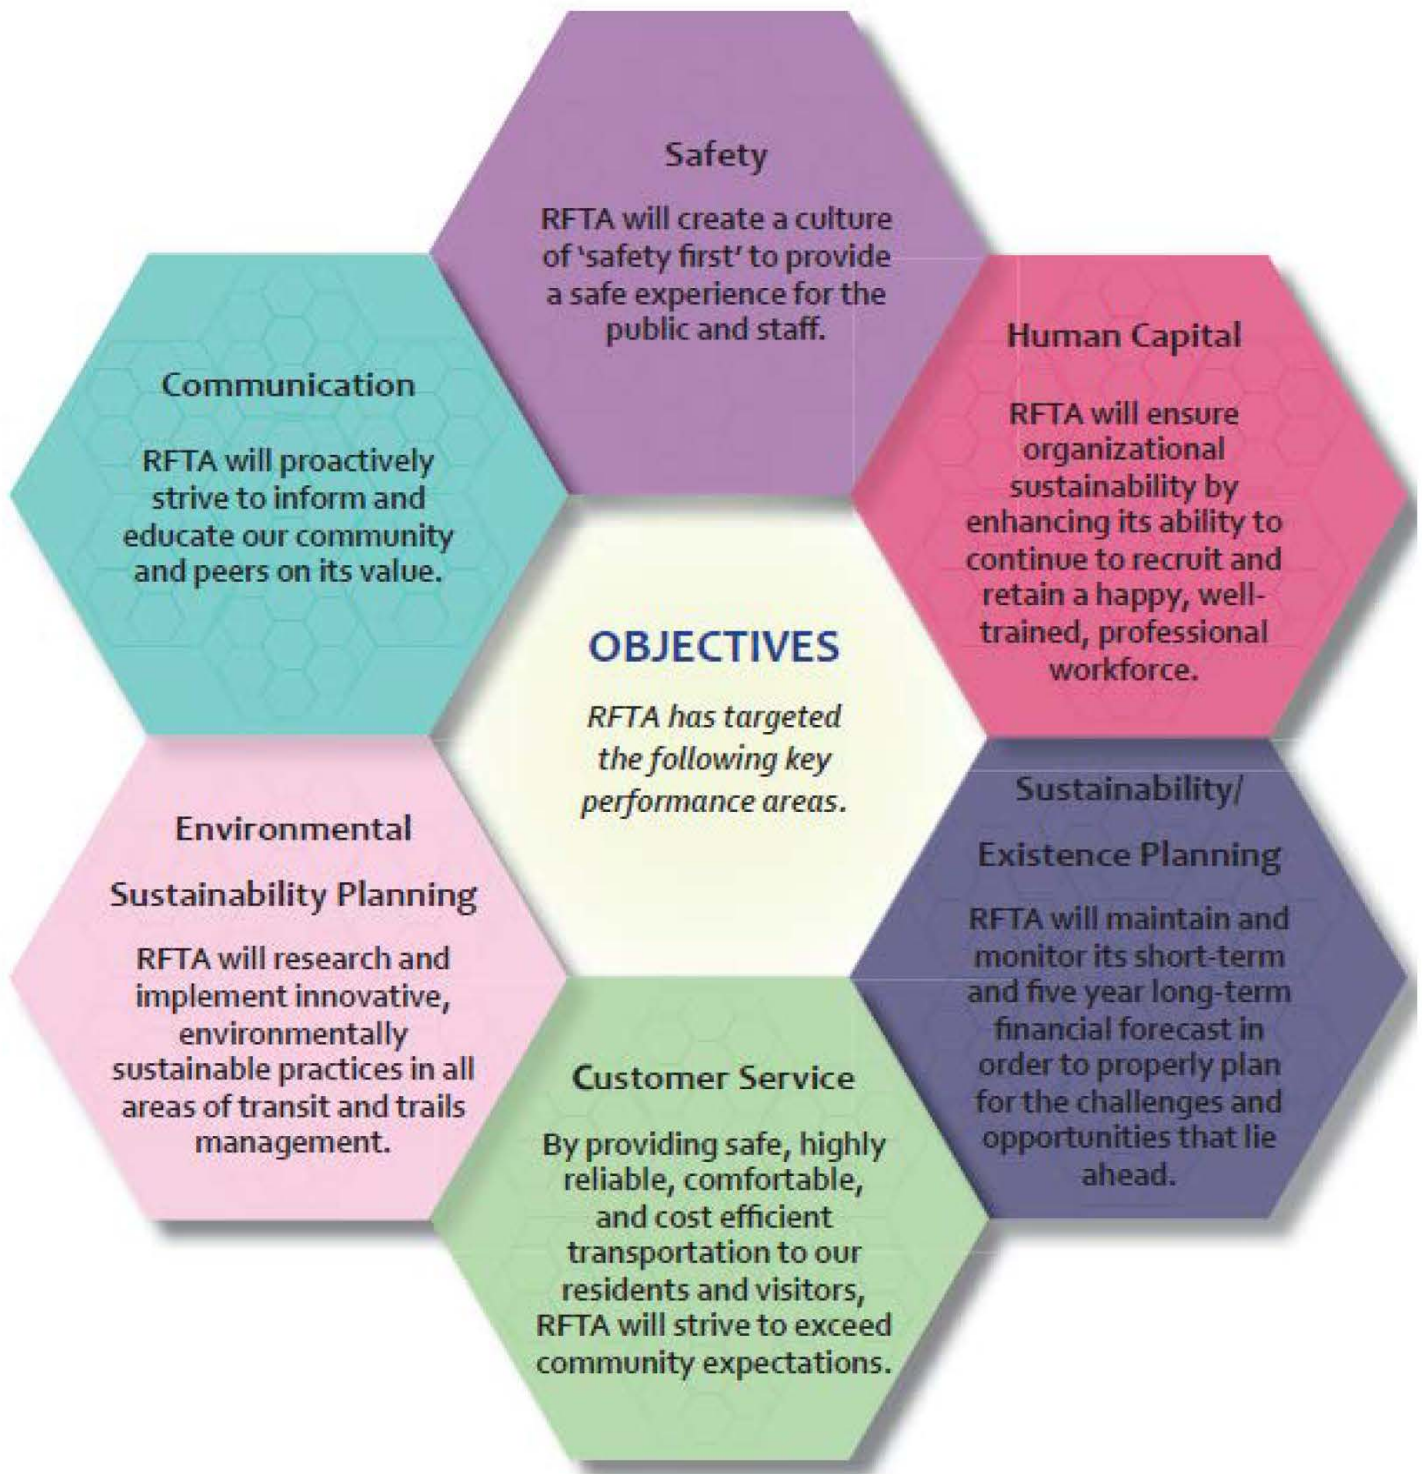 Safety
RFTA will create a culture
of ‘safety first’ to provide
a safe experience for the
public and staff.
Human Capital
RFTA will ensure
organizational
sustainability by
enhancing its ability to
continue to recruit and
retain a happy, well-
trained, professional
workforce.
Communication
RFTA will proactively
strive to inform and
educate our community
and peers on its value.
OBJECTIVES
RFTA has targeted
the following key
performance areas.
Sustainability/
Existence Planning
RFTA will maintain and
monitor its short-term
and five year long-term
financial forecast in
order to properly plan
for the challenges and
opportunities that lie
ahead.
Environmental
Sustainability Planning
RFTA will research and
implement innovative,
environmentally
sustainable practices in all
areas of transit and trails
management.
Customer Service
By providing safe, highly
reliable, comfortable,
and cost efficient
transportation to our
residents and visitors,
RFTA will strive to exceed
community expectations.